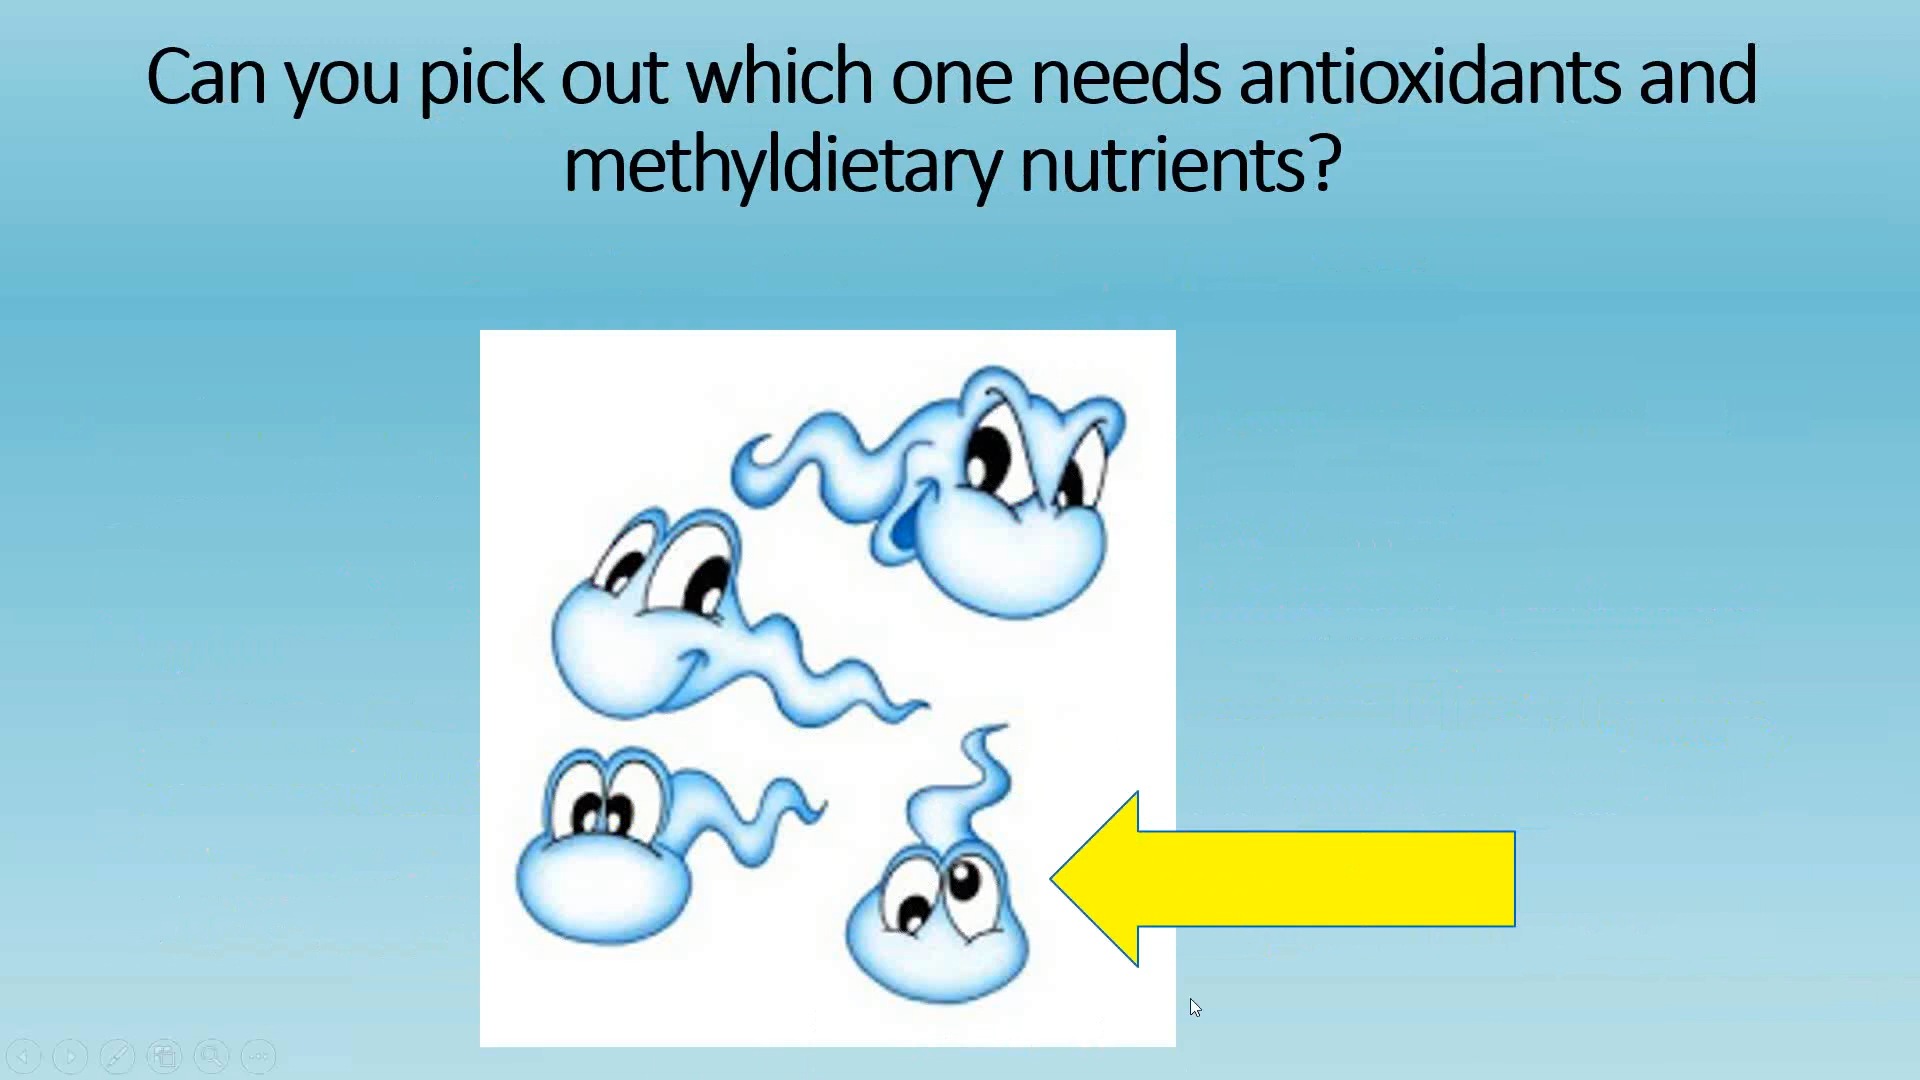 Can you pick out which one needs antioxidants and
methyldietary nutrients?